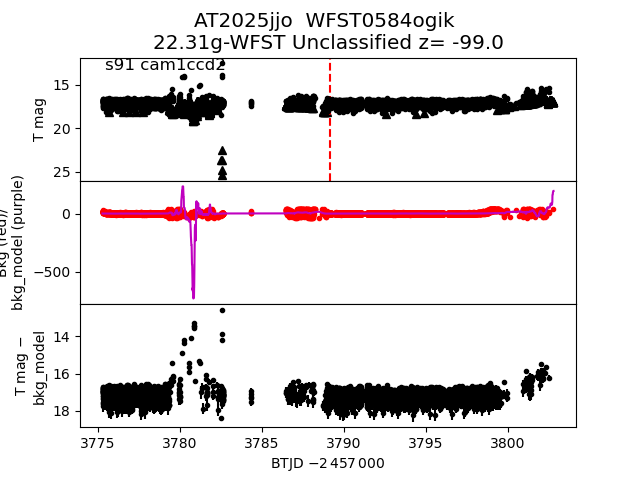 AT2025jjo  WFST0584ogik
22.31g-WFST Unclassified z= -99.0
s91 cam1ccd2
T mag
15
20
25
Bkg (red)/
bkg_model (purple)
0
−500
T mag −
bkg_model
14
16
18
3775
3780
3785
3790
3795
3800
BTJD −2 457 000